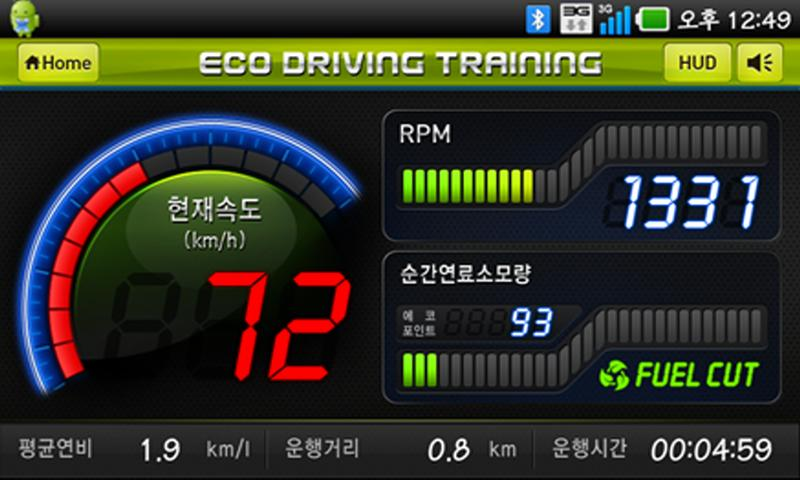 3G 3G 오후 12:49
Home ECO DRIVING TRAINING HUD
현재속도
(km/h)
72
RPM
1331
순간연료소모량
에 코
포인트 93
FUEL CUT
평균연비 1.9 km/l 운행거리 0.8 km 운행시간 00:04:59